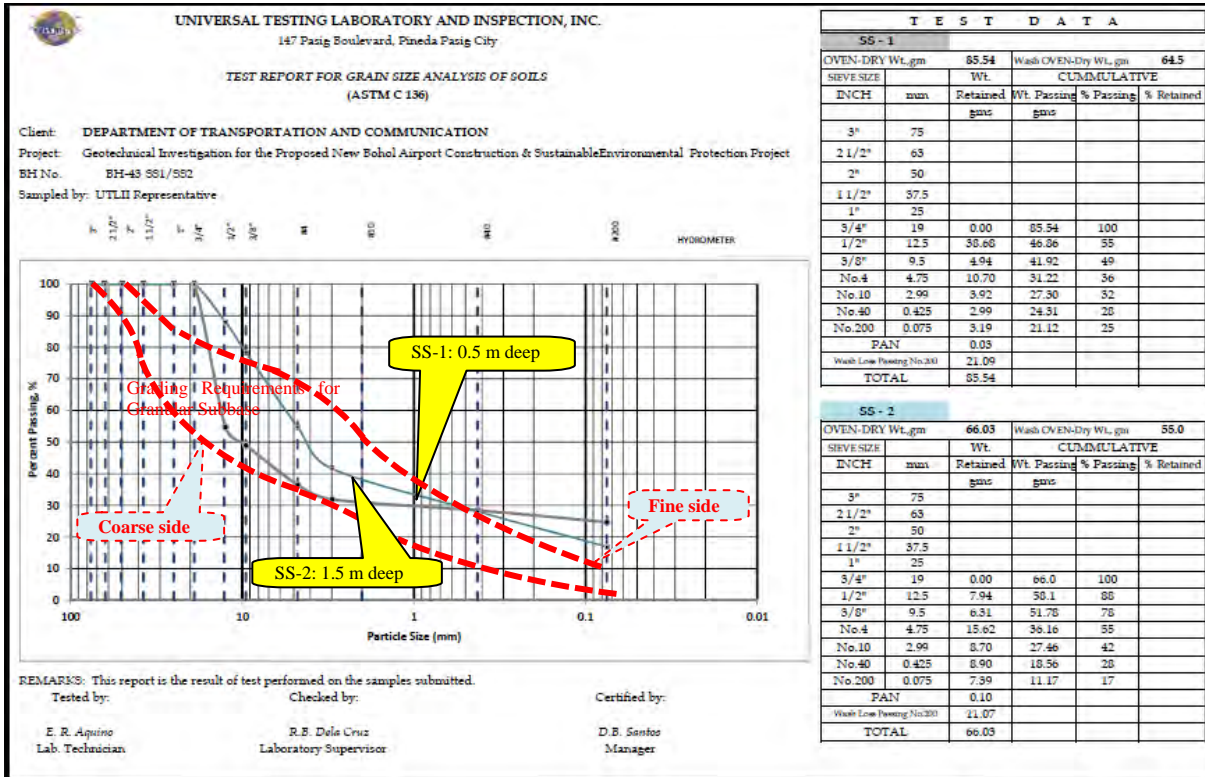 UNIVERSAL TESTING LABORATORY AND INSPECTION, INC.
147 Pasig Boulevard, Pineda Pasig City
TEST REPORT FOR GRAIN SIZE ANALYSIS OF SOILS
(ASTM C 136)
Client: DEPARTMENT OF TRANSPORTATION AND COMMUNICATION
Project: Geotechnical Investigation for the Proposed New Bohol Airport Construction & SustainableEnvironmental Protection Project
BH No. BH-43 SS1/SS2
Sampled by: UTLII Representative
3" 2 1/2" 2" 1 1/2" 1" 3/4" 1/2" 3/8" #4 #10 #40 #200 HYDROMETER
Percent Passing, %
100
90
80
70
60
50
40
30
20
10
0
SS-1: 0.5 m deep
Grading Requirements for
Granular Subbase
Coarse side
Fine side
SS-2: 1.5 m deep
100 10 1 0.1 0.01
Particle Size (mm)
REMARKS: This report is the result of test performed on the samples submitted.
Tested by: Checked by: Certified by:
E. R. Aquino R.B. Dela Cruz D.B. Santos
Lab. Technician Laboratory Supervisor Manager
T E S T D A T A
SS - 1
OVEN-DRY Wt.,gm 85.54 Wash OVEN-Dry Wt., gm 64.5
SIEVE SIZE Wt. CUMMULATIVE
INCH mm Retained Wt. Passing % Passing % Retained
gms gms
3" 75
2 1/2" 63
2" 50
1 1/2" 37.5
1" 25
3/4" 19 0.00 85.54 100
1/2" 12.5 38.68 46.86 55
3/8" 9.5 4.94 41.92 49
No.4 4.75 10.70 31.22 36
No.10 2.99 3.92 27.30 32
No.40 0.425 2.99 24.31 28
No.200 0.075 3.19 21.12 25
PAN 0.03
Wash Loss Passing No.200 21.09
TOTAL 85.54
SS - 2
OVEN-DRY Wt.,gm 66.03 Wash OVEN-Dry Wt., gm 55.0
SIEVE SIZE Wt. CUMMULATIVE
INCH mm Retained Wt. Passing % Passing % Retained
gms gms
3" 75
2 1/2" 63
2" 50
1 1/2" 37.5
1" 25
3/4" 19 0.00 66.0 100
1/2" 12.5 7.94 58.1 88
3/8" 9.5 6.31 51.78 78
No.4 4.75 15.62 36.16 55
No.10 2.99 8.70 27.46 42
No.40 0.425 8.90 18.56 28
No.200 0.075 7.39 11.17 17
PAN 0.10
Wash Loss Passing No.200 11.07
TOTAL 66.03